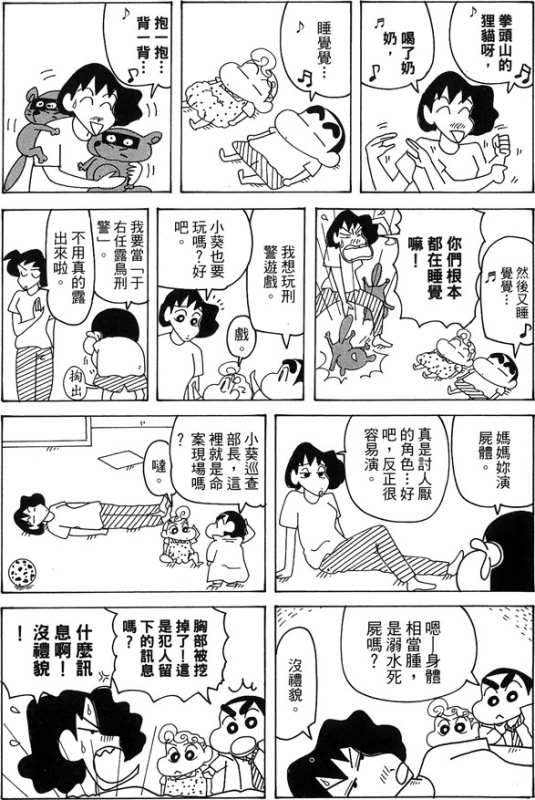 拳頭山的
狸貓呀，
喝了奶
奶，
睡覺覺…
抱一抱…
背一背…
然後又睡
覺覺…
你們根本
都在睡覺
嘛！
我想玩刑
警遊戲。
戲。
小葵也要
玩嗎？好
吧。
我要當「于
右任露鳥刑
警」。
掏出
不用真的露
出來啦。
媽媽妳演
屍體。
真是討人厭
的角色…好
吧，反正很
容易演。
小葵巡查
部長，這
裡就是命
案現場嗎
？
噠。
嗯—身體
相當腫，
是溺水死
屍嗎？
沒禮貌。
胸部被挖
掉了！這
是犯人留
下的訊息
嗎？
什麼訊
息啊！
沒禮貌
！